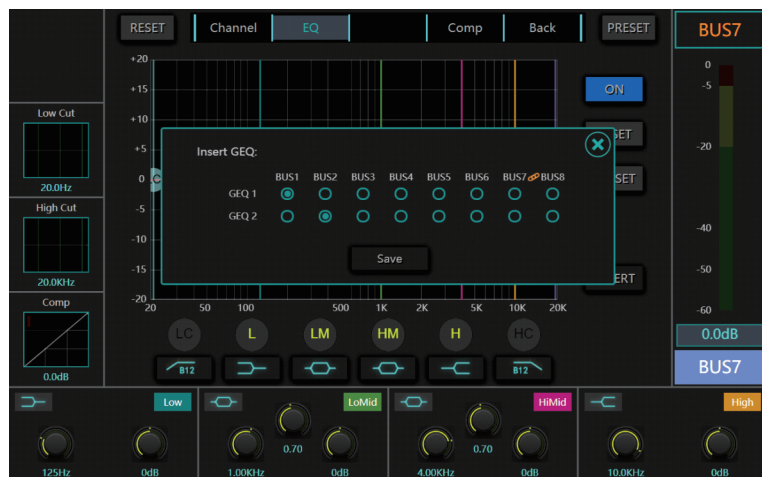 RESET Channel EQ Comp Back PRESET BUS7
+20
+15
+10
+5
0
-5
-10
-15
-20
20 50 100 500 1K 2K 5K 10K 20K
Low Cut
20.0Hz
High Cut
20.0KHz
Comp
0.0dB
C
ON
SET
SET
ERT
Insert GEQ:
BUS1 BUS2 BUS3 BUS4 BUS5 BUS6 BUS7 BUS8
GEQ 1
GEQ 2
Save
0
-5
-20
-40
-50
-60
0.0dB
BUS7
LC L LM HM H HC
B12 B12
Low LoMid HiMid High
125Hz 0dB 1.00KHz 0.70 0dB 4.00KHz 0.70 0dB 10.0KHz 0dB